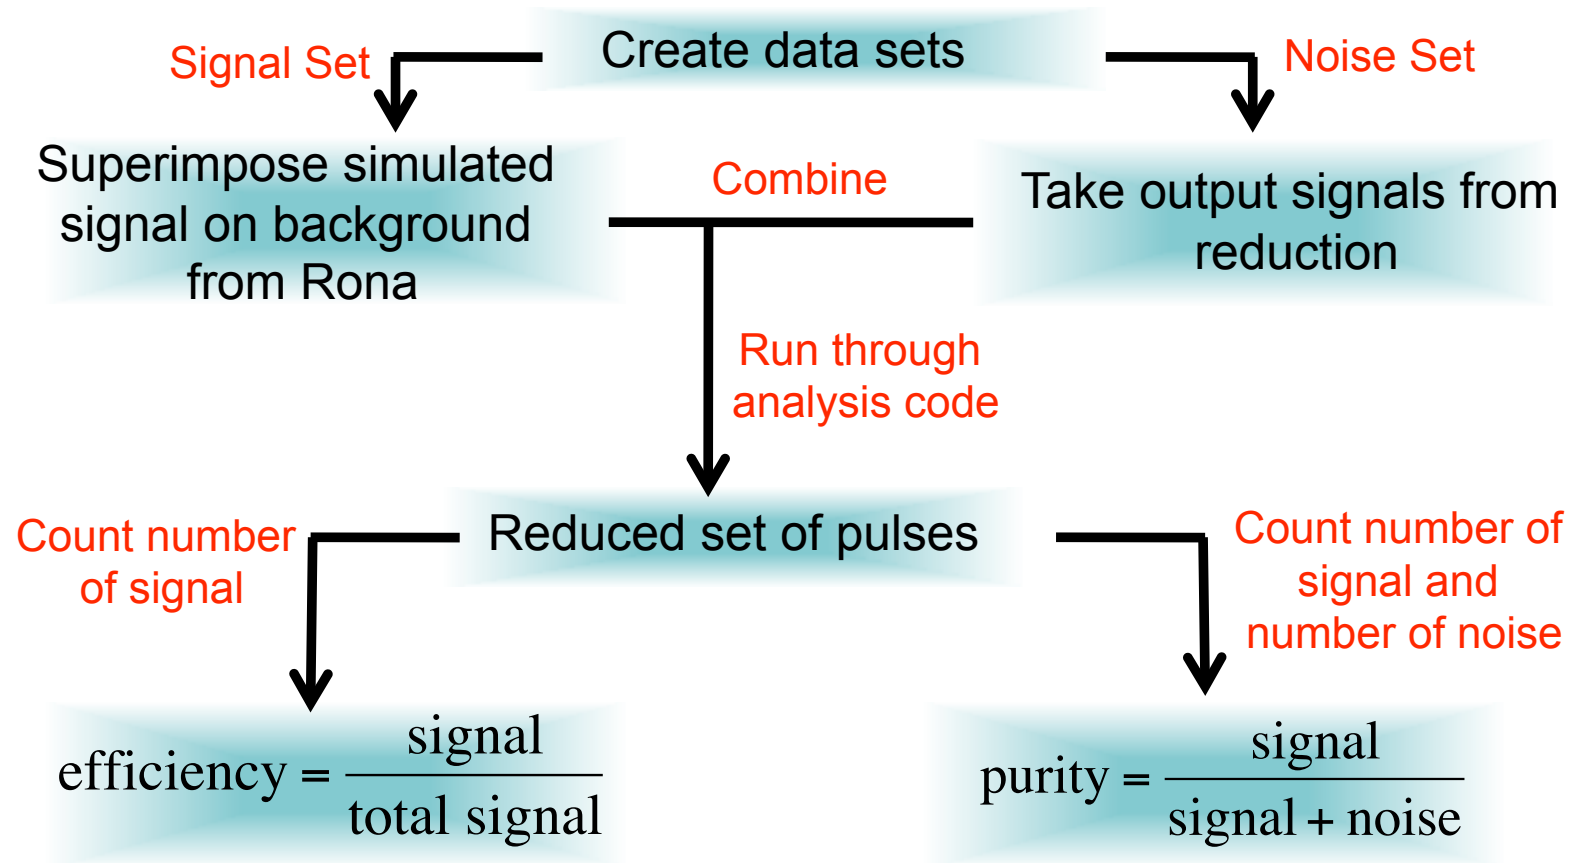 Create data sets
Signal Set
Noise Set
Superimpose simulated
signal on background
from Rona
Combine
Take output signals from
reduction
Run through
analysis code
Reduced set of pulses
Count number
of signal
Count number of
signal and
number of noise
efficiency = signal / total signal
purity = signal / signal + noise